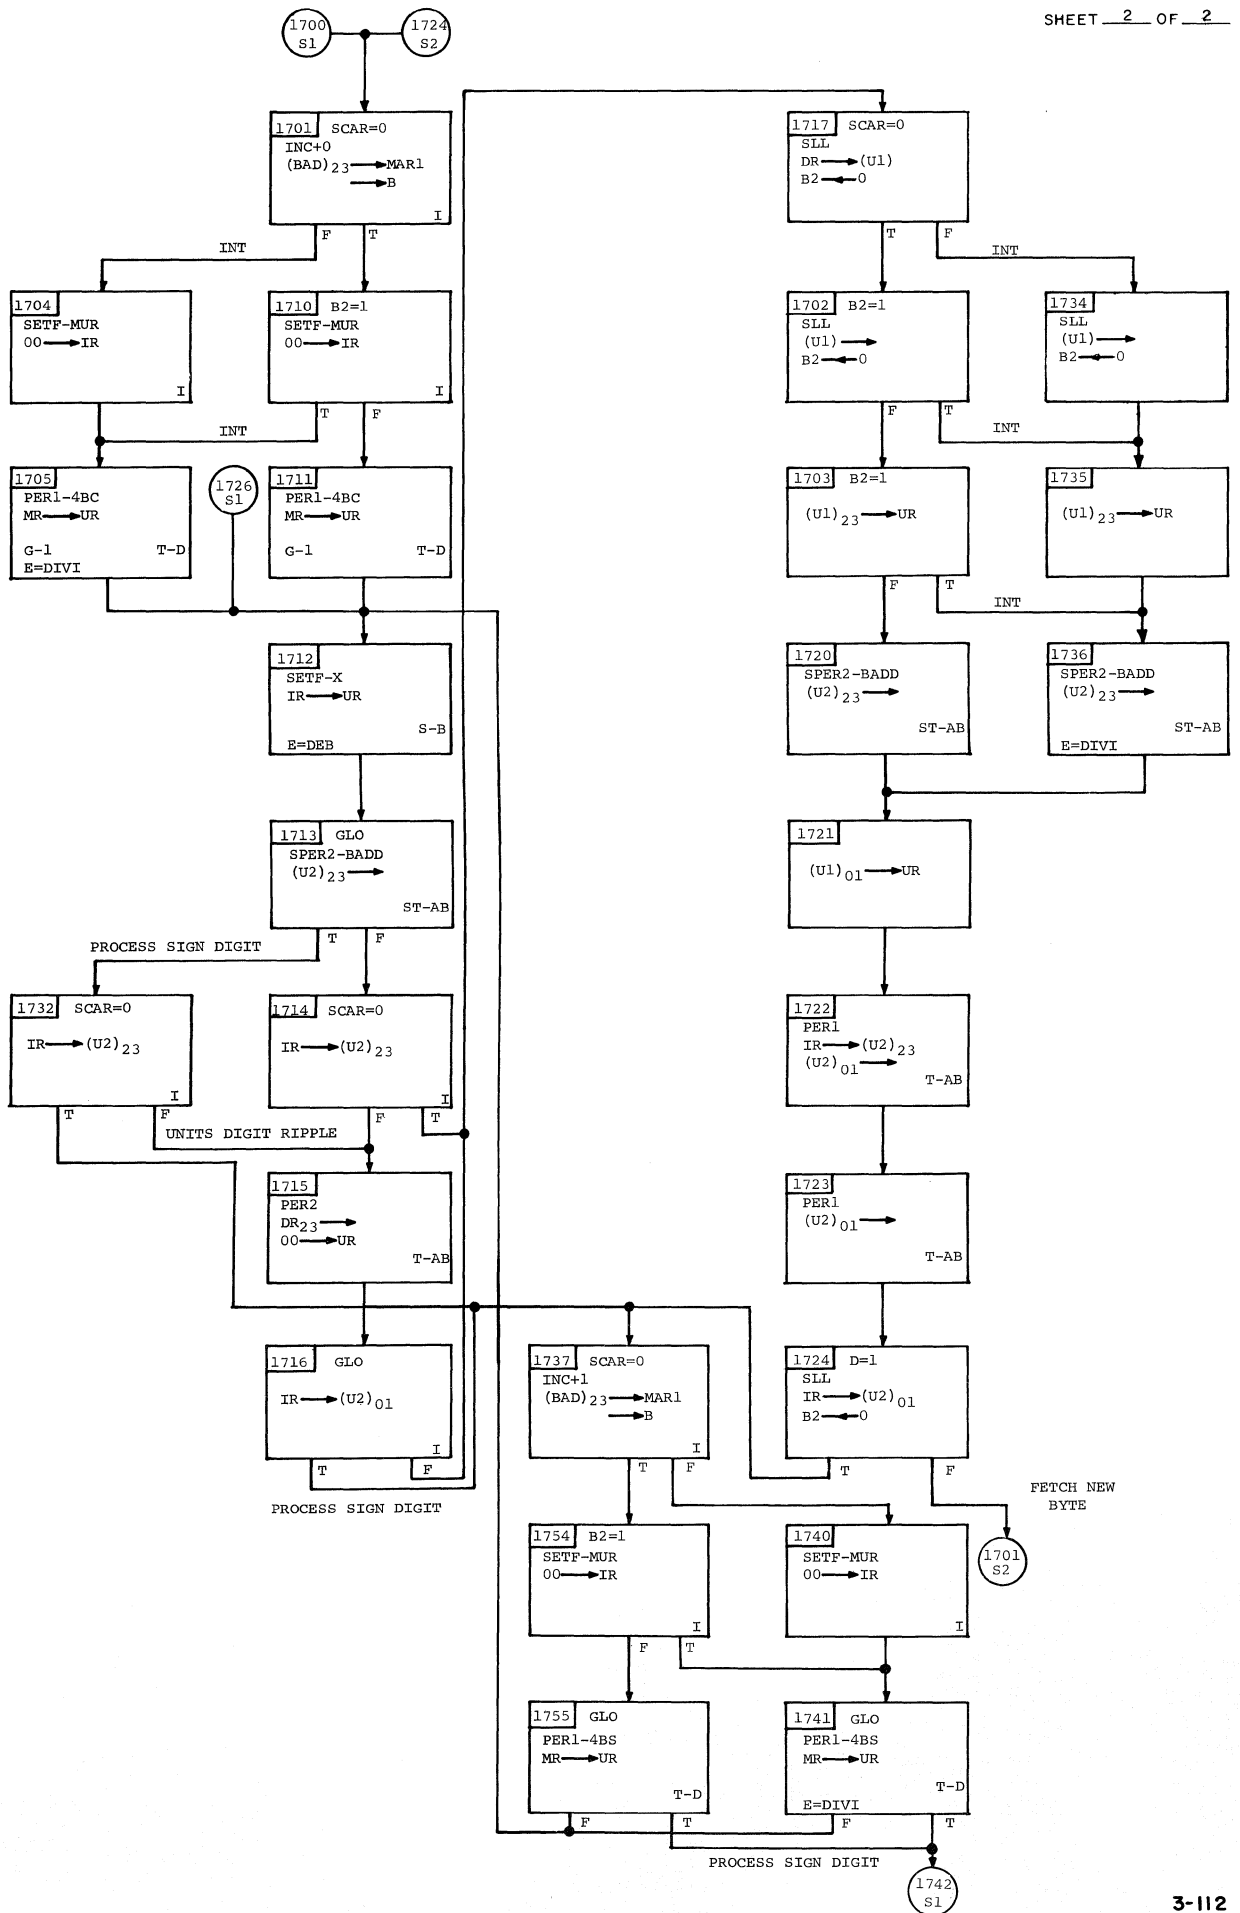 SHEET 2 OF 2
1700
S1
1724
S2
1701 SCAR=0
INC+0
(BAD)23 → MAR1
→ B
I
F T
INT
1717 SCAR=0
SLL
DR → (U1)
B2 ← 0
T F
INT
1704
SETF-MUR
00 → IR
I
1710 B2=1
SETF-MUR
00 → IR
I
T F
INT
1702 B2=1
SLL
(U1) →
B2 ← 0
F T
INT
1734
SLL
(U1) →
B2 ← 0
1705
PER1-4BC
MR → UR
G-1 T-D
E=DIVI
1726
S1
1711
PER1-4BC
MR → UR
G-1 T-D
1703 B2=1
(U1)23 → UR
F T
INT
1735
(U1)23 → UR
1712
SETF-X
IR → UR
S-B
E=DEB
1720
SPER2-BADD
(U2)23 →
ST-AB
1736
SPER2-BADD
(U2)23 →
ST-AB
E=DIVI
1713 GLO
SPER2-BADD
(U2)23 →
ST-AB
T F
PROCESS SIGN DIGIT
1721
(U1)01 → UR
1732 SCAR=0
IR → (U2)23
I
T F
UNITS DIGIT RIPPLE
1714 SCAR=0
IR → (U2)23
I
F T
1722
PER1
IR → (U2)23
(U2)01 →
T-AB
1715
PER2
DR23 →
00 → UR
T-AB
1723
PER1
(U2)01 →
T-AB
1716 GLO
IR → (U2)01
I
T F
PROCESS SIGN DIGIT
1737 SCAR=0
INC+1
(BAD)23 → MAR1
→ B
I
T F
1724 D=1
SLL
IR → (U2)01
B2 ← 0
T F
FETCH NEW
BYTE
1701
S2
1754 B2=1
SETF-MUR
00 → IR
I
F T
1740
SETF-MUR
00 → IR
I
1755 GLO
PER1-4BS
MR → UR
T-D
F T
1741 GLO
PER1-4BS
MR → UR
T-D
E=DIVI
F T
PROCESS SIGN DIGIT
1742
S1
3-112